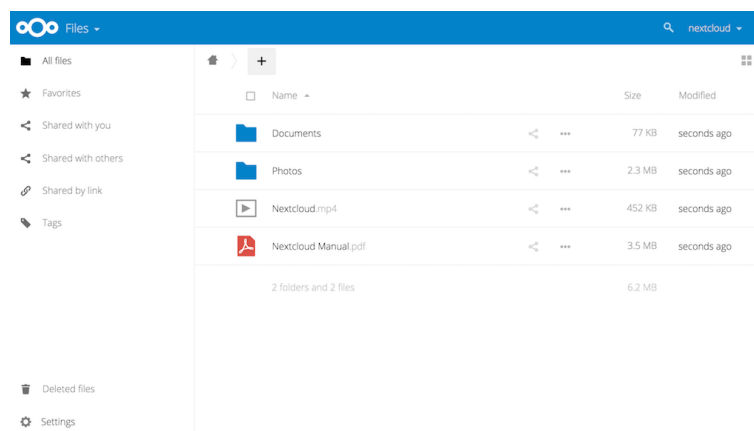 Files
nextcloud
All files
Favorites
Shared with you
Shared with others
Shared by link
Tags
Deleted files
Settings
+
Name Size Modified
Documents 77 KB seconds ago
Photos 2.3 MB seconds ago
Nextcloud.mp4 452 KB seconds ago
Nextcloud Manual.pdf 3.5 MB seconds ago
2 folders and 2 files 6.2 MB